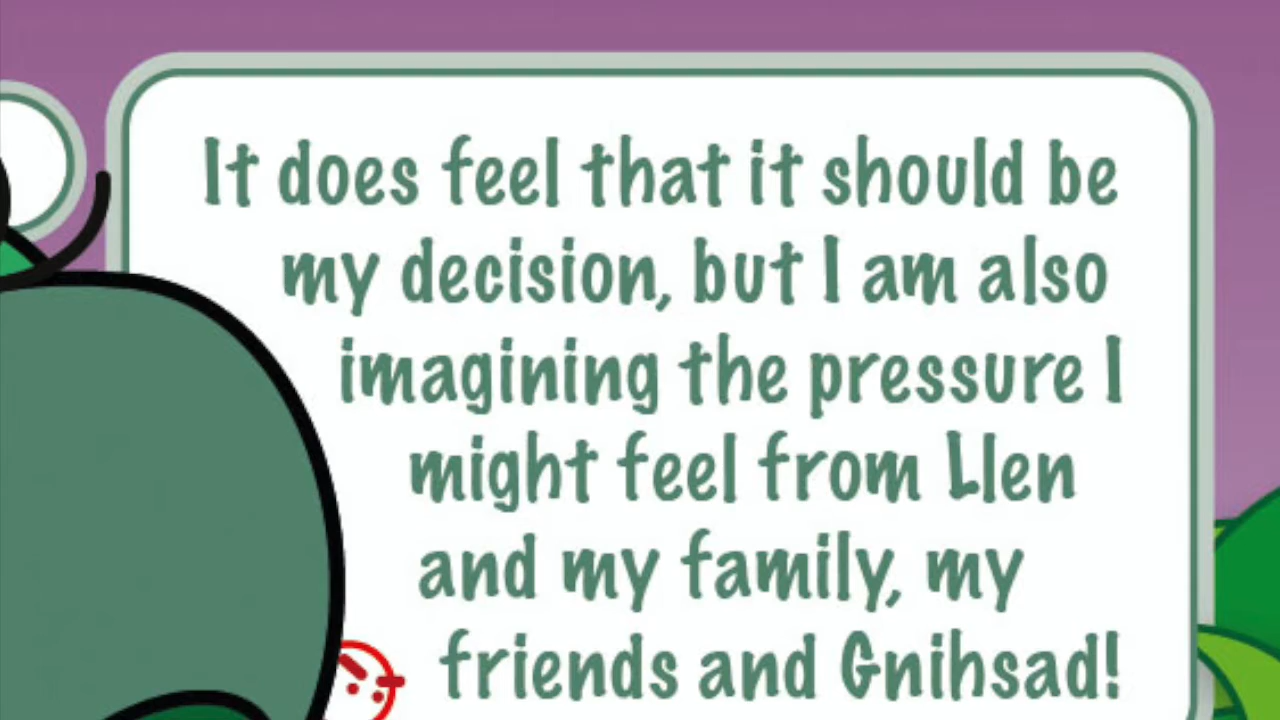 It does feel that it should be
my decision, but I am also
imagining the pressure I
might feel from Llen
and my family, my
friends and Gnihsad!